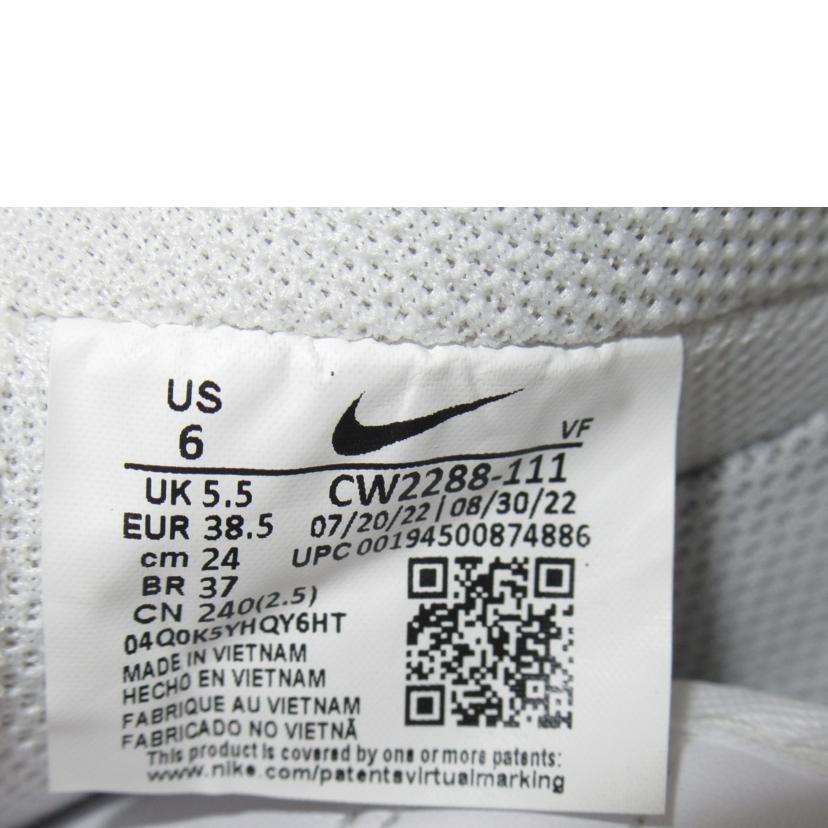 US
6
VF
UK 5.5
CW2288-111
EUR 38.5
07/20/22 | 08/30/22
cm 24
UPC 00194500874886
BR 37
CN 240(2.5)
04Q0K5YHQY6HT
MADE IN VIETNAM
HECHO EN VIETNAM
FABRIQUE AU VIETNAM
FABRICADO NO VIETNÃ
This product is covered by one or more patents:
www.nike.com/patentsvirtualmarking